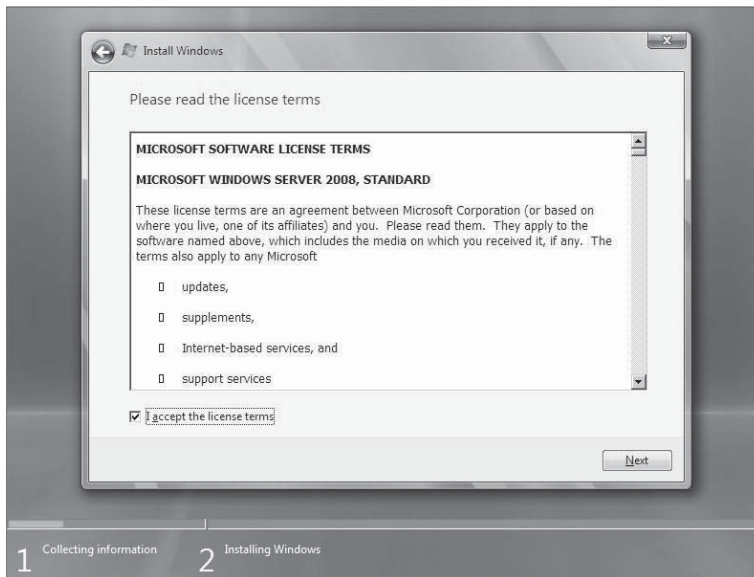 Install Windows
Please read the license terms
MICROSOFT SOFTWARE LICENSE TERMS
MICROSOFT WINDOWS SERVER 2008, STANDARD
These license terms are an agreement between Microsoft Corporation (or based on
where you live, one of its affiliates) and you.  Please read them.  They apply to the
software named above, which includes the media on which you received it, if any.  The
terms also apply to any Microsoft
updates,
supplements,
Internet-based services, and
support services
I accept the license terms
Next
1 Collecting information 2 Installing Windows